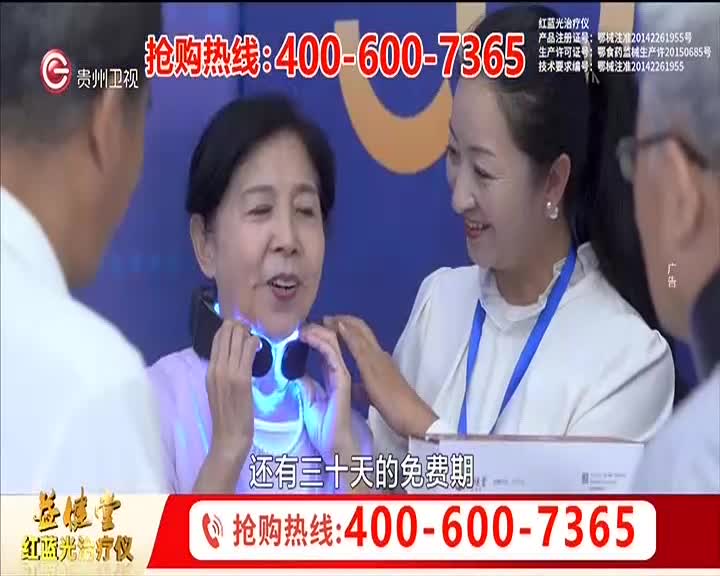 红蓝光治疗仪
产品注册证号：鄂械注准20142261955号
生产许可证号：鄂食药监械生产许20150685号
技术要求编号：鄂械注准20142261955
抢购热线:400-600-7365
贵州卫视
广告
还有三十天的免费期
益健堂
红蓝光治疗仪
抢购热线:400-600-7365